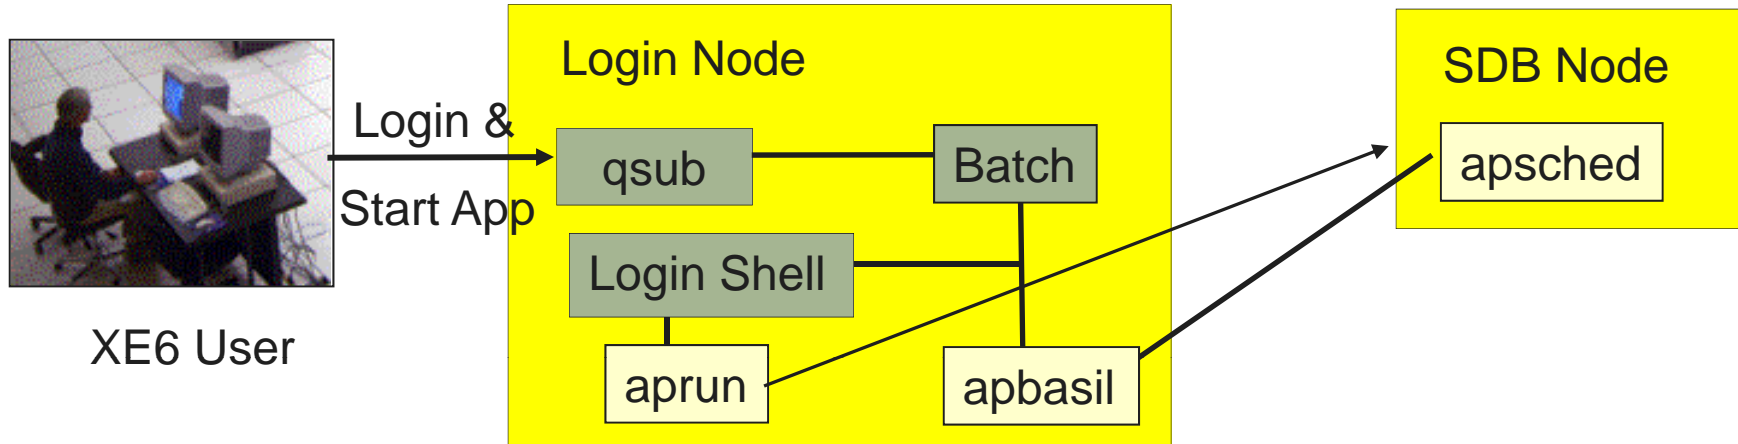 Login Node
SDB Node
Login &
Start App
qsub
Batch
apsched
Login Shell
XE6 User
aprun
apbasil